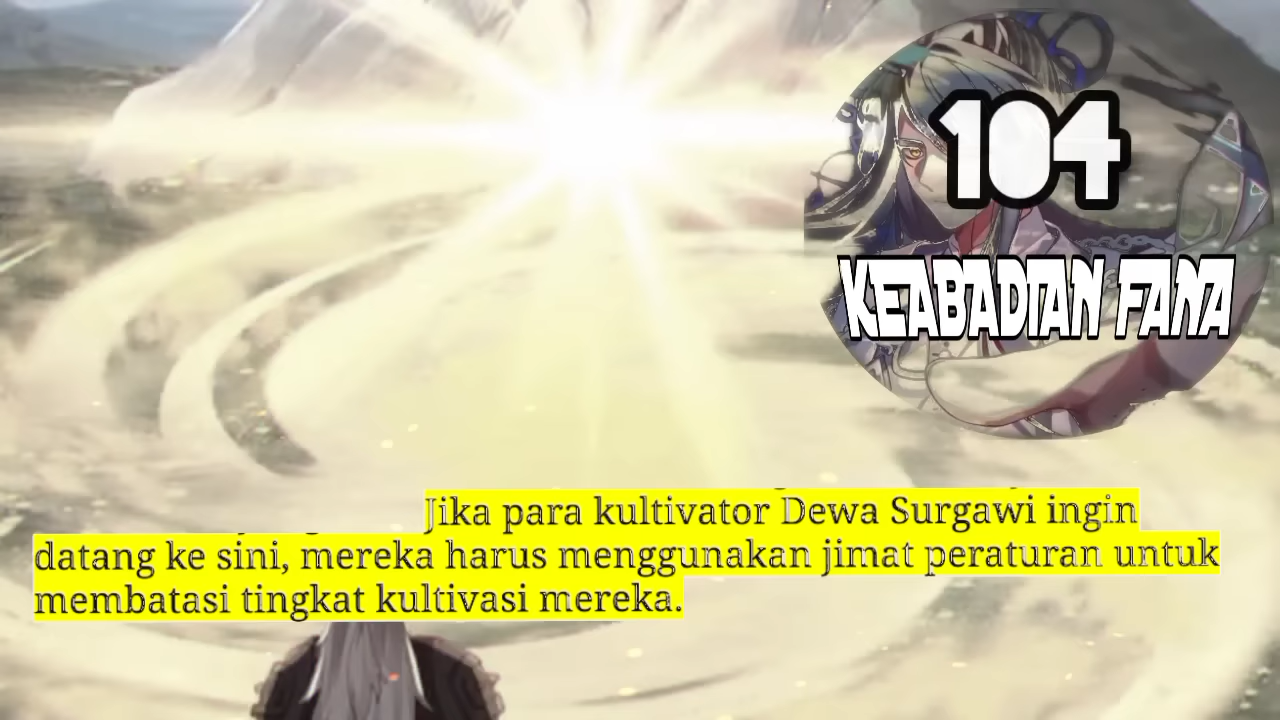 104
KEABADIAN FANA
Jika para kultivator Dewa Surgawi ingin
datang ke sini, mereka harus menggunakan jimat peraturan untuk
membatasi tingkat kultivasi mereka.